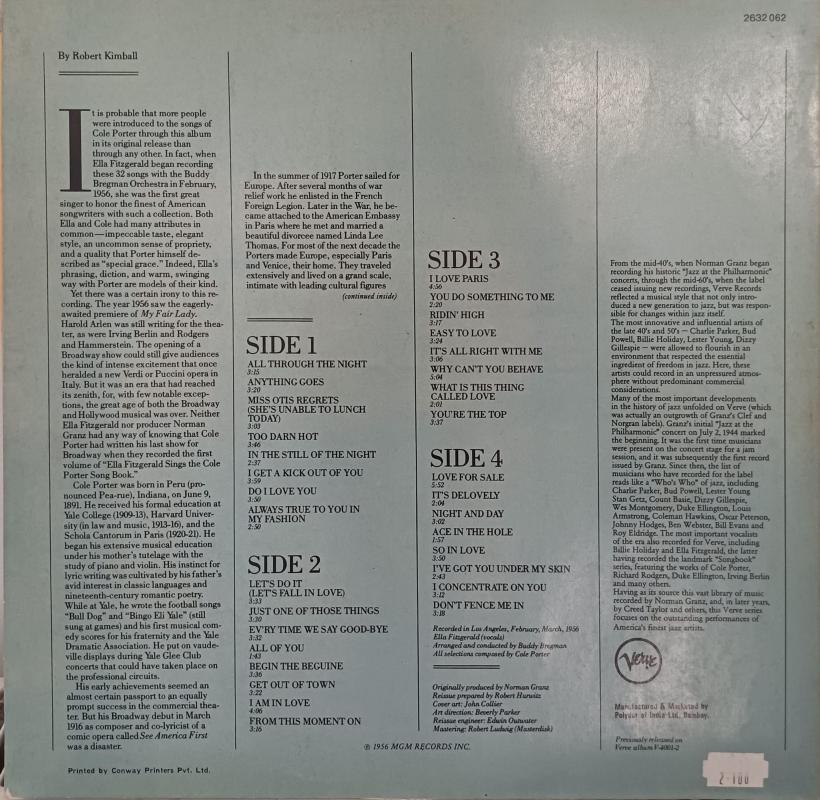 2632 062
By Robert Kimball
It is probable that more people
were introduced to the songs of
Cole Porter through this album
in its original release than
through any other. In fact, when
Ella Fitzgerald began recording
these 32 songs with the Buddy
Bregman Orchestra in February,
1956, she was the first great
singer to honor the finest of American
songwriters with such a collection. Both
Ella and Cole had many attributes in
common—impeccable taste, elegant
style, an uncommon sense of propriety,
and a quality that Porter himself de-
scribed as "special grace." Indeed, Ella's
phrasing, diction, and warm, swinging
way with Porter are models of their kind.
Yet there was a certain irony to this re-
cording. The year 1956 saw the eagerly-
awaited premiere of My Fair Lady.
Harold Arlen was still writing for the thea-
ter, as were Irving Berlin and Rodgers
and Hammerstein. The opening of a
Broadway show could still give audiences
the kind of intense excitement that once
heralded a new Verdi or Puccini opera in
Italy. But it was an era that had reached
its zenith, for, with few notable excep-
tions, the great age of both the Broadway
and Hollywood musical was over. Neither
Ella Fitzgerald nor producer Norman
Granz had any way of knowing that Cole
Porter had written his last show for
Broadway when they recorded the first
volume of "Ella Fitzgerald Sings the Cole
Porter Song Book."
Cole Porter was born in Peru (pro-
nounced Pea-rue), Indiana, on June 9,
1891. He received his formal education at
Yale College (1909-13), Harvard Univer-
sity (in law and music, 1913-16), and the
Schola Cantorum in Paris (1920-21). He
began his extensive musical education
under his mother's tutelage with the
study of piano and violin. His instinct for
lyric writing was cultivated by his father's
avid interest in classic languages and
nineteenth-century romantic poetry.
While at Yale, he wrote the football songs
"Bull Dog" and "Bingo Eli Yale" (still
sung at games) and his first musical com-
edy scores for his fraternity and the Yale
Dramatic Association. He put on vaude-
ville displays during Yale Glee Club
concerts that could have taken place on
the professional circuits.
His early achievements seemed an
almost certain passport to an equally
prompt success in the commercial thea-
ter. But his Broadway debut in March
1916 as composer and co-lyricist of a
comic opera called See America First
was a disaster.
Printed by Conway Printers Pvt. Ltd.
In the summer of 1917 Porter sailed for
Europe. After several months of war
relief work he enlisted in the French
Foreign Legion. Later in the War, he be-
came attached to the American Embassy
in Paris where he met and married a
beautiful divorcee named Linda Lee
Thomas. For most of the next decade the
Porters made Europe, especially Paris
and Venice, their home. They traveled
extensively and lived on a grand scale,
intimate with leading cultural figures
(continued inside)
SIDE 1
ALL THROUGH THE NIGHT
3:15
ANYTHING GOES
3:20
MISS OTIS REGRETS
(SHE'S UNABLE TO LUNCH
TODAY)
3:03
TOO DARN HOT
3:46
IN THE STILL OF THE NIGHT
2:37
I GET A KICK OUT OF YOU
3:59
DO I LOVE YOU
3:50
ALWAYS TRUE TO YOU IN
MY FASHION
2:50
SIDE 2
LET'S DO IT
(LET'S FALL IN LOVE)
3:33
JUST ONE OF THOSE THINGS
3:30
EV'RY TIME WE SAY GOOD-BYE
3:32
ALL OF YOU
1:43
BEGIN THE BEGUINE
3:36
GET OUT OF TOWN
3:22
I AM IN LOVE
4:06
FROM THIS MOMENT ON
3:16
SIDE 3
I LOVE PARIS
4:56
YOU DO SOMETHING TO ME
2:20
RIDIN' HIGH
3:17
EASY TO LOVE
3:24
IT'S ALL RIGHT WITH ME
3:06
WHY CAN'T YOU BEHAVE
5:04
WHAT IS THIS THING
CALLED LOVE
2:01
YOU'RE THE TOP
3:37
SIDE 4
LOVE FOR SALE
5:52
IT'S DELOVELY
2:04
NIGHT AND DAY
3:02
ACE IN THE HOLE
1:57
SO IN LOVE
3:50
I'VE GOT YOU UNDER MY SKIN
2:43
I CONCENTRATE ON YOU
3:12
DON'T FENCE ME IN
3:18
Recorded in Los Angeles, February, March, 1956
Ella Fitzgerald (vocals)
Arranged and conducted by Buddy Bregman
All selections composed by Cole Porter
Originally produced by Norman Granz
Reissue prepared by Robert Hurwitz
Cover art: John Collier
Art direction: Beverly Parker
Reissue engineer: Edwin Outwater
Mastering: Robert Ludwig (Masterdisk)
℗ 1956 MGM RECORDS INC.
From the mid-40's, when Norman Granz began
recording his historic "Jazz at the Philharmonic"
concerts, through the mid-60's, when the label
ceased issuing new recordings, Verve Records
reflected a musical style that not only intro-
duced a new generation to jazz, but was respon-
sible for changes within jazz itself.
The most innovative and influential artists of
the late 40's and 50's — Charlie Parker, Bud
Powell, Billie Holiday, Lester Young, Dizzy
Gillespie — were allowed to flourish in an
environment that respected the essential
ingredient of freedom in jazz. Here, these
artists could record in an unpressured atmos-
phere without predominant commercial
considerations.
Many of the most important developments
in the history of jazz unfolded on Verve (which
was actually an outgrowth of Granz's Clef and
Norgran labels). Granz's initial "Jazz at the
Philharmonic" concert on July 2, 1944 marked
the beginning. It was the first time musicians
were present on the concert stage for a jam
session, and it was subsequently the first record
issued by Granz. Since then, the list of
musicians who have recorded for the label
reads like a "Who's Who" of jazz, including
Charlie Parker, Bud Powell, Lester Young
Stan Getz, Count Basie, Dizzy Gillespie,
Wes Montgomery, Duke Ellington, Louis
Armstrong, Coleman Hawkins, Oscar Peterson,
Johnny Hodges, Ben Webster, Bill Evans and
Roy Eldridge. The most important vocalists
of the era also recorded for Verve, including
Billie Holiday and Ella Fitzgerald, the latter
having recorded the landmark "Songbook"
series, featuring the works of Cole Porter,
Richard Rodgers, Duke Ellington, Irving Berlin
and many others.
Having as its source this vast library of music
recorded by Norman Granz, and, in later years,
by Creed Taylor and others, this Verve series
focuses on the outstanding performances of
America's finest jazz artists.
Verve
Manufactured & Marketed by
Polydor of India Ltd., Bombay.
Previously released on
Verve album V-4001-2
2-100